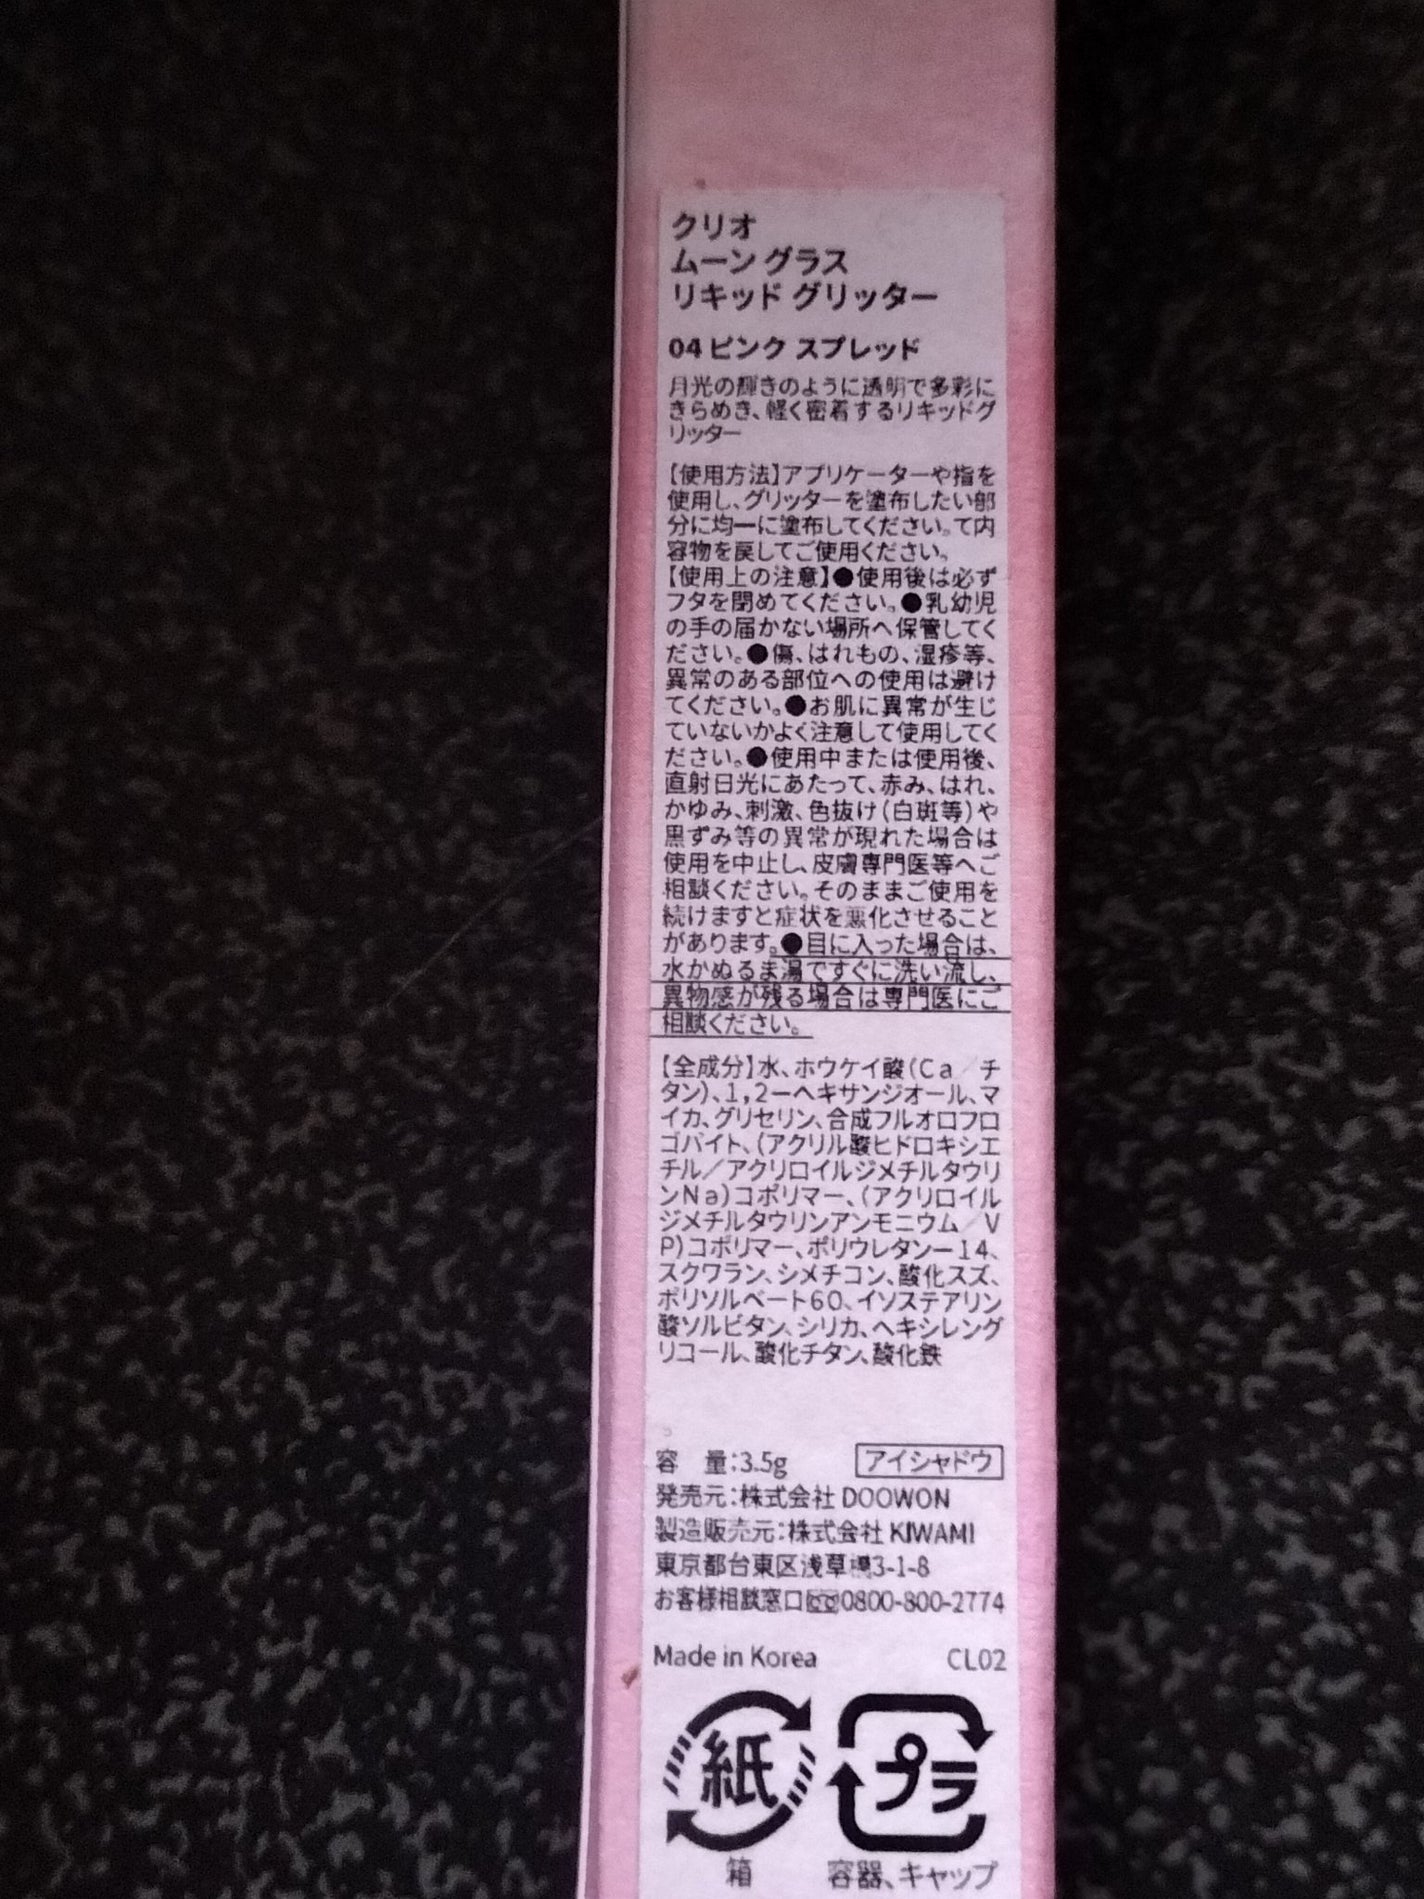 クリオ
ムーン グラス
リキッド グリッター
04 ピンク スプレッド
月光の輝きのように透明で多彩に
きらめき、軽く密着するリキッドグ
リッター
【使用方法】アプリケーターや指を
使用し、グリッターを塗布したい部
分に均一に塗布してください。て内
容物を戻してご使用ください。
【使用上の注意】●使用後は必ず
フタを閉めてください。●乳幼児
の手の届かない場所へ保管してく
ださい。●傷、はれもの、湿疹等、
異常のある部位への使用は避け
てください。●お肌に異常が生じ
ていないかよく注意して使用してく
ださい。●使用中または使用後、
直射日光にあたって、赤み、はれ、
かゆみ、刺激、色抜け(白斑等)や
黒ずみ等の異常が現れた場合は
使用を中止し、皮膚専門医等へご
相談ください。そのままご使用を
続けますと症状を悪化させること
があります。●目に入った場合は、
水かぬるま湯ですぐに洗い流し、
異物感が残る場合は専門医にご
相談ください。
【全成分】水、ホウケイ酸(Ca／チ
タン)、1,2ーヘキサンジオール、マ
イカ、グリセリン、合成フルオロフロ
ゴパイト、(アクリル酸ヒドロキシエ
チル／アクリロイルジメチルタウリ
ンNa)コポリマー、(アクリロイル
ジメチルタウリンアンモニウム／V
P)コポリマー、ポリウレタンー14、
スクワラン、シメチコン、酸化スズ、
ポリソルベート60、イソステアリン
酸ソルビタン、シリカ、ヘキシレング
リコール、酸化チタン、酸化鉄
容 量:3.5g アイシャドウ
発売元:株式会社 DOOWON
製造販売元:株式会社 KIWAMI
東京都台東区浅草橋3-1-8
お客様相談窓口 0800-800-2774
Made in Korea CL02
紙 プラ
箱 容器、キャップ